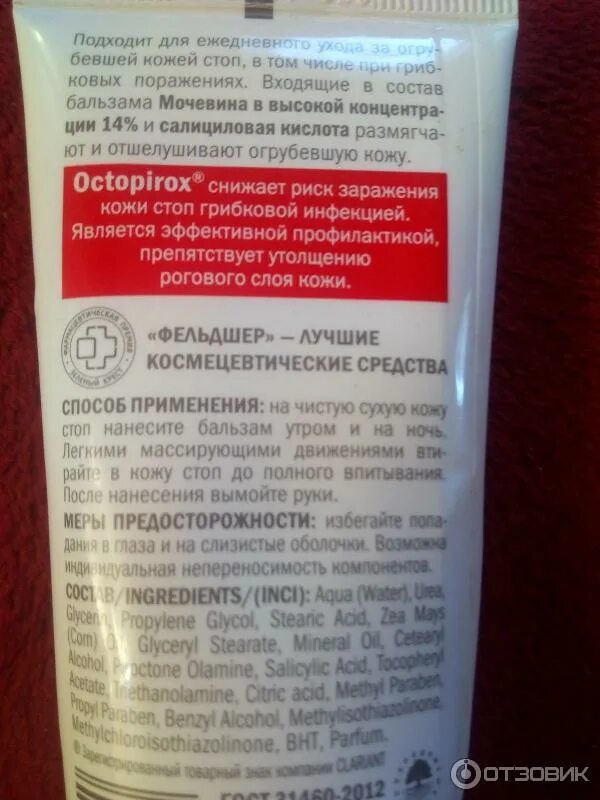 Подходит для ежедневного ухода за огру-
бевшей кожей стоп, в том числе при гриб-
ковых поражениях. Входящие в состав
бальзама Мочевина в высокой концентра-
ции 14% и салициловая кислота размягча-
ют и отшелушивают огрубевшую кожу.
Octopirox® снижает риск заражения
кожи стоп грибковой инфекцией.
Является эффективной профилактикой,
препятствует утолщению
рогового слоя кожи.
ФАРМАЦЕВТИЧЕСКАЯ ПРЕМИЯ
ЗЕЛЕНЫЙ КРЕСТ
«ФЕЛЬДШЕР» — ЛУЧШИЕ
КОСМЕЦЕВТИЧЕСКИЕ СРЕДСТВА
СПОСОБ ПРИМЕНЕНИЯ: на чистую сухую кожу
стоп нанесите бальзам утром и на ночь.
Легкими массирующими движениями вти-
райте в кожу стоп до полного впитывания.
После нанесения вымойте руки.
МЕРЫ ПРЕДОСТОРОЖНОСТИ: избегайте попа-
дания в глаза и на слизистые оболочки. Возможна
индивидуальная непереносимость компонентов.
СОСТАВ/INGREDIENTS/(INCI): Aqua (Water), Urea,
Glycerin, Propylene Glycol, Stearic Acid, Zea Mays
(Corn) Oil, Glyceryl Stearate, Mineral Oil, Cetearyl
Alcohol, Piroctone Olamine, Salicylic Acid, Tocopheryl
Acetate, Triethanolamine, Citric acid, Methyl Paraben,
Propyl Paraben, Benzyl Alcohol, Methylisothiazolinone,
Methylchloroisothiazolinone, BHT, Parfum.
® Зарегистрированный товарный знак компании CLARIANT
ГОСТ 31460-2012
ОТЗОВИК